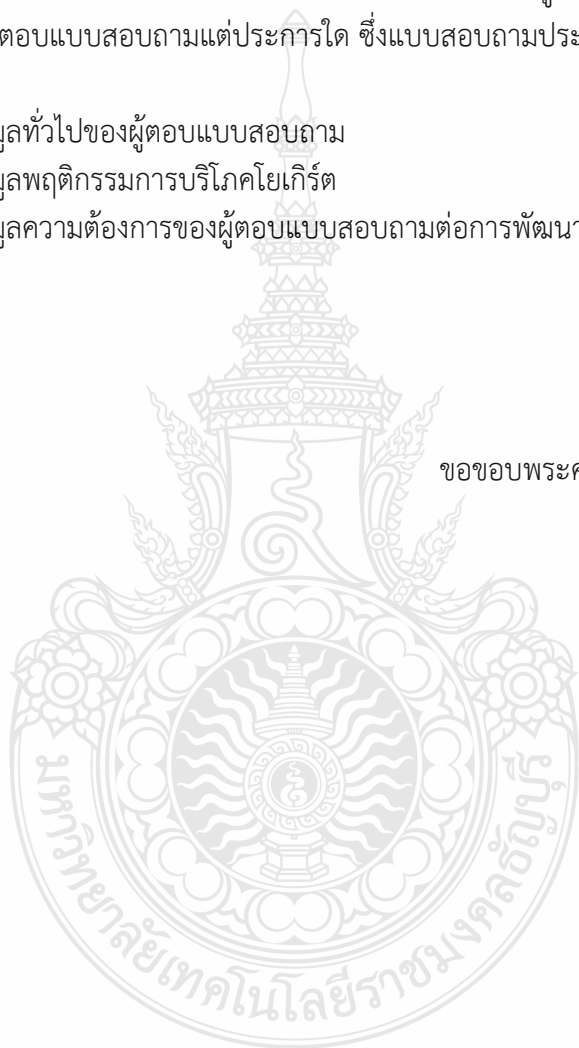 ตอบแบบสอบถามแต่ประการใด ซึ่งแบบสอบถามประ
มูลทั่วไปของผู้ตอบแบบสอบถาม
มูลพฤติกรรมการบริโภคโยเกิร์ต
มูลความต้องการของผู้ตอบแบบสอบถามต่อการพัฒนา
ขอขอบพระค
มหาวิทยาลัยเทคโนโลยีราชมงคลธัญบุรี